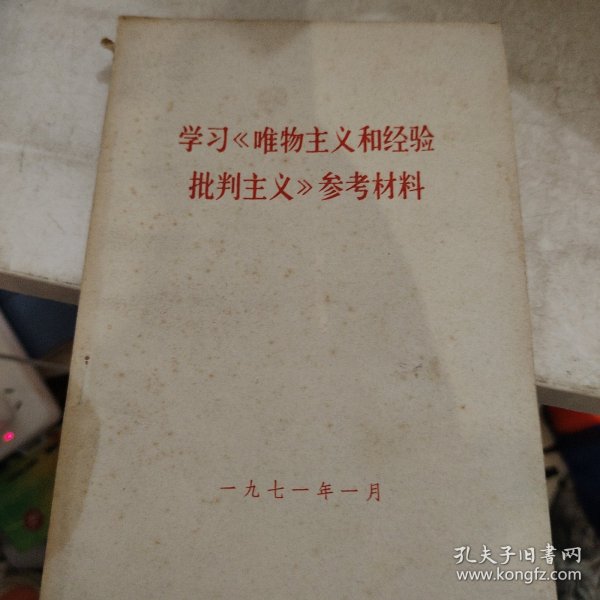 学习《唯物主义和经验
批判主义》参考材料
一九七一年一月
孔夫子旧书网
www.kongfz.com